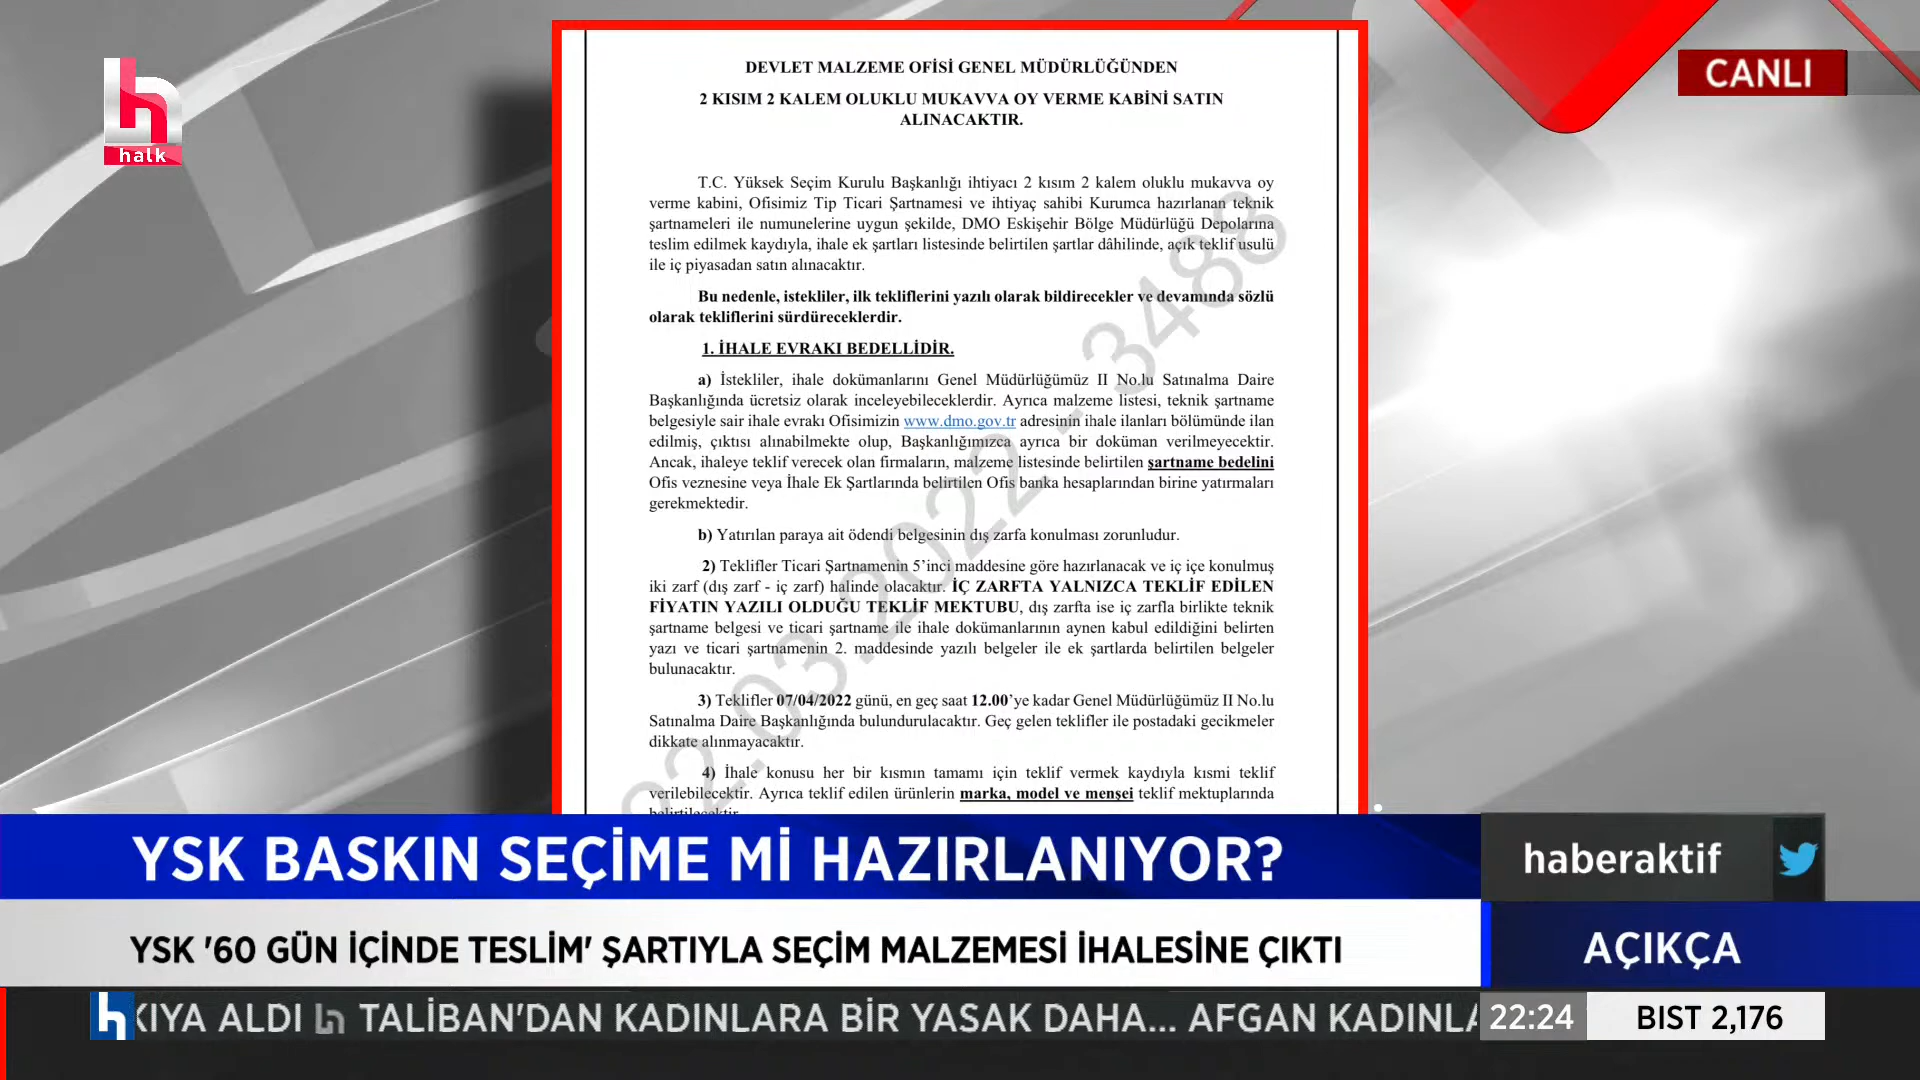 halk
CANLI
DEVLET MALZEME OFİSİ GENEL MÜDÜRLÜĞÜNDEN
2 KISIM 2 KALEM OLUKLU MUKAVVA OY VERME KABİNİ SATIN
ALINACAKTIR.
T.C. Yüksek Seçim Kurulu Başkanlığı ihtiyacı 2 kısım 2 kalem oluklu mukavva oy
verme kabini, Ofisimiz Tip Ticari Şartnamesi ve ihtiyaç sahibi Kurumca hazırlanan teknik
şartnameleri ile numunelerine uygun şekilde, DMO Eskişehir Bölge Müdürlüğü Depolarına
teslim edilmek kaydıyla, ihale ek şartları listesinde belirtilen şartlar dâhilinde, açık teklif usulü
ile iç piyasadan satın alınacaktır.
Bu nedenle, istekliler, ilk tekliflerini yazılı olarak bildirecekler ve devamında sözlü
olarak tekliflerini sürdüreceklerdir.
1. İHALE EVRAKI BEDELLİDİR.
a) İstekliler, ihale dokümanlarını Genel Müdürlüğümüz II No.lu Satınalma Daire
Başkanlığında ücretsiz olarak inceleyebileceklerdir. Ayrıca malzeme listesi, teknik şartname
belgesiyle sair ihale evrakı Ofisimizin www.dmo.gov.tr adresinin ihale ilanları bölümünde ilan
edilmiş, çıktısı alınabilmekte olup, Başkanlığımızca ayrıca bir doküman verilmeyecektir.
Ancak, ihaleye teklif verecek olan firmaların, malzeme listesinde belirtilen şartname bedelini
Ofis veznesine veya İhale Ek Şartlarında belirtilen Ofis banka hesaplarından birine yatırmaları
gerekmektedir.
b) Yatırılan paraya ait ödendi belgesinin dış zarfa konulması zorunludur.
2) Teklifler Ticari Şartnamenin 5’inci maddesine göre hazırlanacak ve iç içe konulmuş
iki zarf (dış zarf - iç zarf) halinde olacaktır. İÇ ZARFTA YALNIZCA TEKLİF EDİLEN
FİYATIN YAZILI OLDUĞU TEKLİF MEKTUBU, dış zarfta ise iç zarfla birlikte teknik
şartname belgesi ve ticari şartname ile ihale dokümanlarının aynen kabul edildiğini belirten
yazı ve ticari şartnamenin 2. maddesinde yazılı belgeler ile ek şartlarda belirtilen belgeler
bulunacaktır.
3) Teklifler 07/04/2022 günü, en geç saat 12.00’ye kadar Genel Müdürlüğümüz II No.lu
Satınalma Daire Başkanlığında bulundurulacaktır. Geç gelen teklifler ile postadaki gecikmeler
dikkate alınmayacaktır.
4) İhale konusu her bir kısmın tamamı için teklif vermek kaydıyla kısmi teklif
verilebilecektir. Ayrıca teklif edilen ürünlerin marka, model ve menşei teklif mektuplarında
2.03.2022 - 3488
YSK BASKIN SEÇİME Mİ HAZIRLANIYOR?
haberaktif
YSK '60 GÜN İÇİNDE TESLİM' ŞARTIYLA SEÇİM MALZEMESİ İHALESİNE ÇIKTI
AÇIKÇA
KIYA ALDI TALİBAN'DAN KADINLARA BİR YASAK DAHA... AFGAN KADINLA
22:24
BIST 2,176